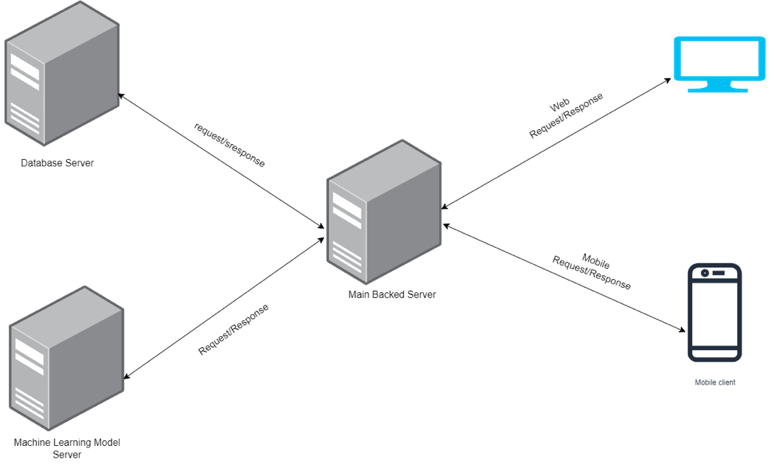 Database Server
request/sresponse
Web
Request/Response
Main Backed Server
Mobile
Request/Response
Mobile client
Request/Response
Machine Learning Model
Server